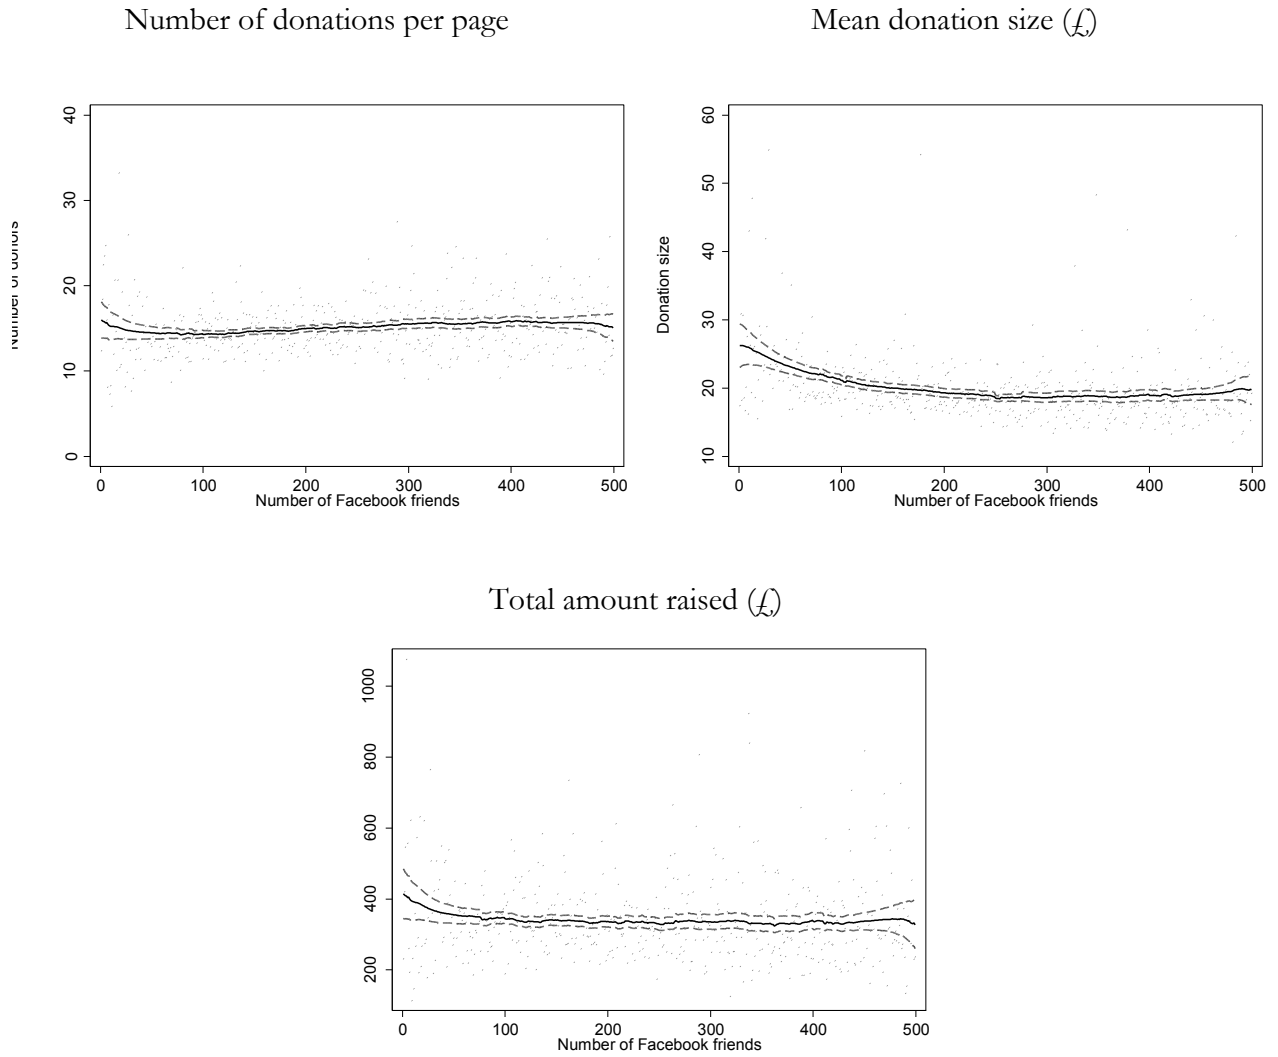 Number of donations per page
Mean donation size (£)
40
30
20
10
0
Number of donors
0 100 200 300 400 500
Number of Facebook friends
60
50
40
30
20
10
Donation size
0 100 200 300 400 500
Number of Facebook friends
Total amount raised (£)
1000
800
600
400
200
0 100 200 300 400 500
Number of Facebook friends